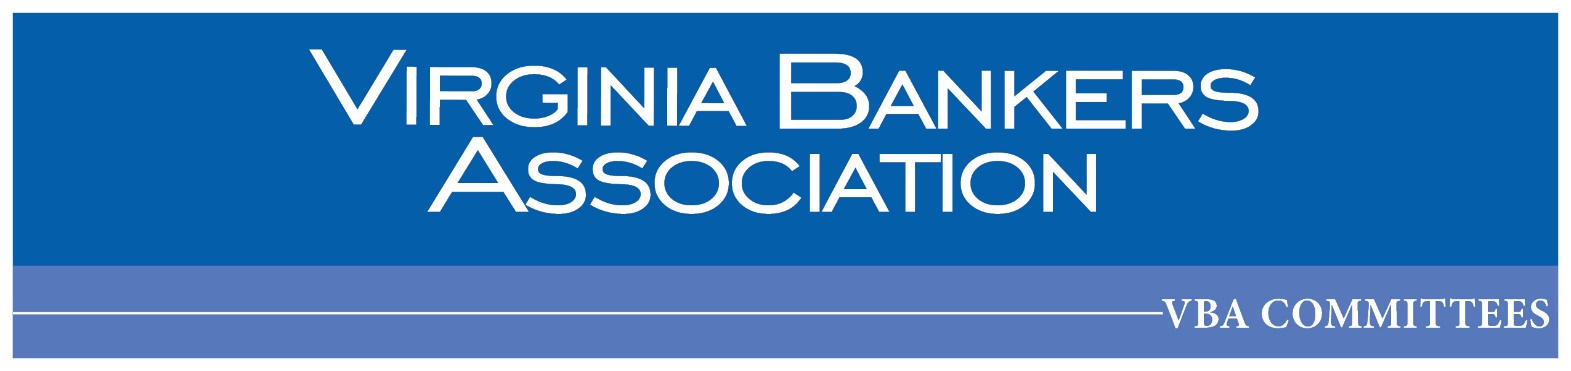 VIRGINIA BANKERS
ASSOCIATION
VBA COMMITTEES